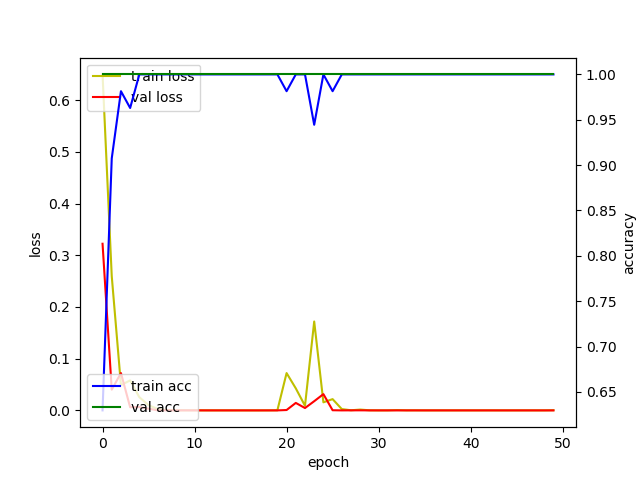 train loss
val loss
train acc
val acc
0.6
0.5
0.4
0.3
0.2
0.1
0.0
loss
1.00
0.95
0.90
0.85
0.80
0.75
0.70
0.65
accuracy
0 10 20 30 40 50
epoch